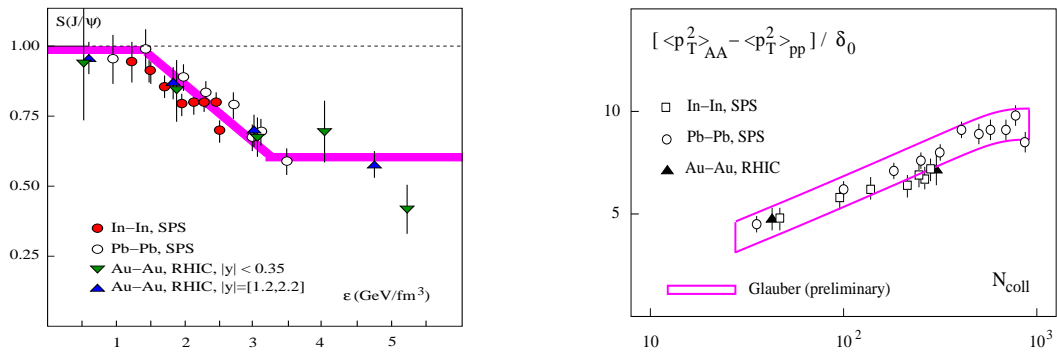 S(J/ψ)
1.00
0.75
0.50
0.25
In−In, SPS
Pb−Pb, SPS
Au−Au, RHIC, |y| < 0.35
Au−Au, RHIC, |y|=[1.2,2.2]
ε(GeV/fm³)
1 2 3 4 5
[ <p_T²>_AA − <p_T²>_pp ] / δ₀
10
5
In−In, SPS
Pb−Pb, SPS
Au−Au, RHIC
Glauber (preliminary)
N_coll
10 10² 10³